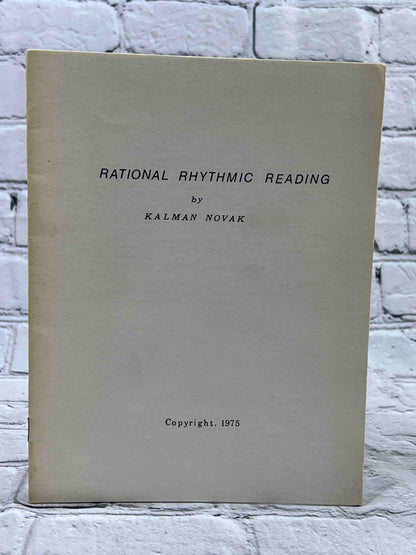 RATIONAL RHYTHMIC READING
by
KALMAN NOVAK
Copyright, 1975